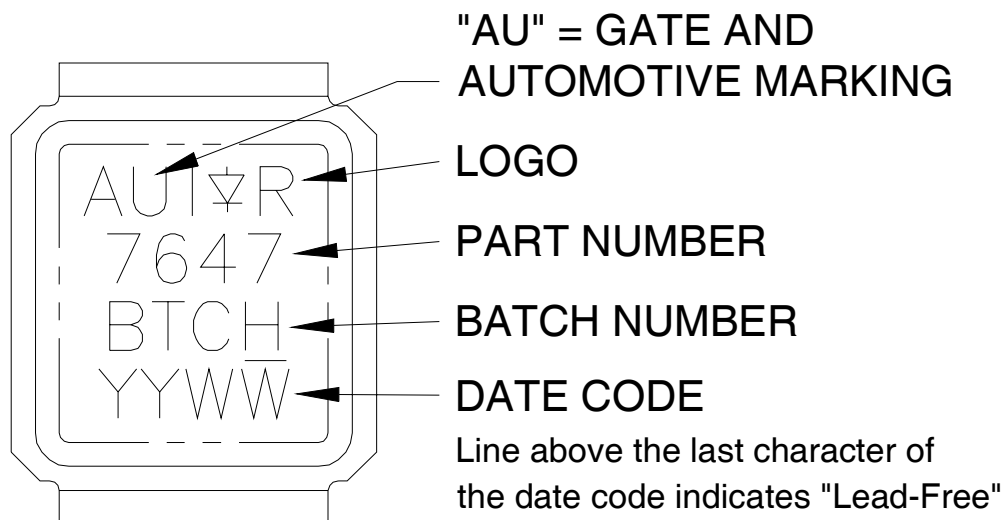 "AU" = GATE AND
AUTOMOTIVE MARKING
AUI R
LOGO
7647
PART NUMBER
BTCH
BATCH NUMBER
YYWW̅
DATE CODE
Line above the last character of
the date code indicates "Lead-Free"